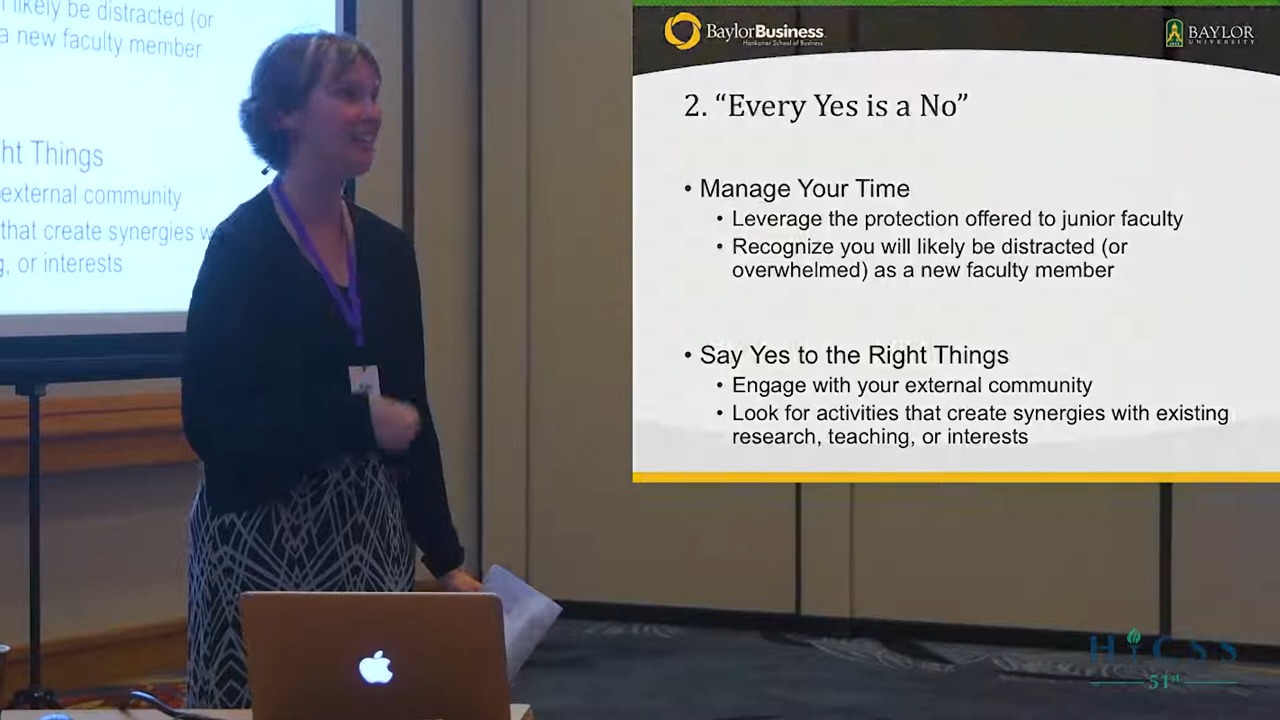 likely be distracted (or
a new faculty member
ht Things
external community
that create synergies w
, or interests
BaylorBusiness
Hankamer School of Business
BAYLOR
UNIVERSITY
2. “Every Yes is a No”
• Manage Your Time
• Leverage the protection offered to junior faculty
• Recognize you will likely be distracted (or
overwhelmed) as a new faculty member
• Say Yes to the Right Things
• Engage with your external community
• Look for activities that create synergies with existing
research, teaching, or interests
HICSS
51st